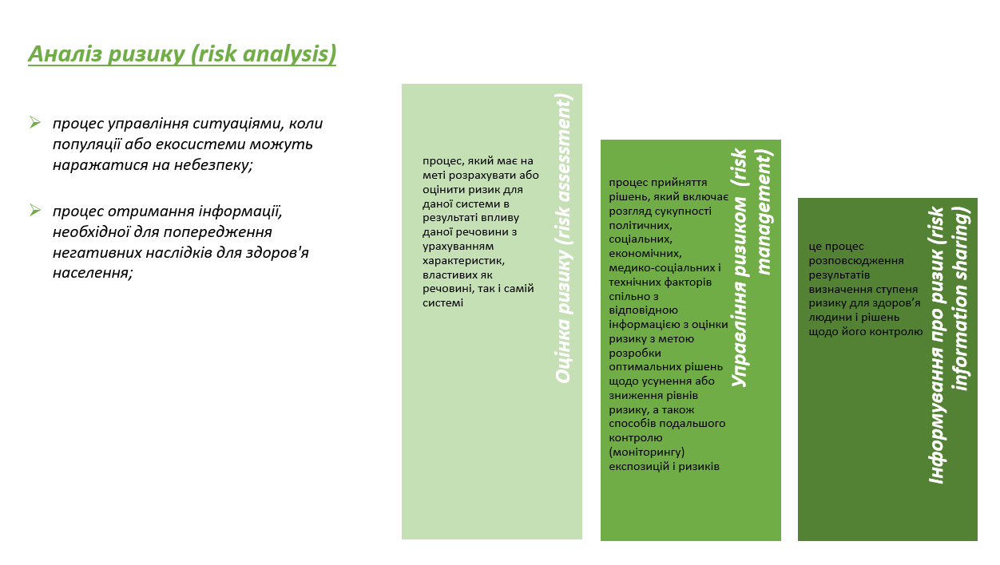 Аналіз ризику (risk analysis)
процес управління ситуаціями, коли
популяції або екосистеми можуть
наражатися на небезпеку;
процес отримання інформації,
необхідної для попередження
негативних наслідків для здоров'я
населення;
Оцінка ризику (risk assessment)
процес, який має на
меті розрахувати або
оцінити ризик для
даної системи в
результаті впливу
даної речовини з
урахуванням
характеристик,
властивих як
речовині, так і самій
системі
Управління ризиком (risk
management)
процес прийняття
рішень, який включає
розгляд сукупності
політичних,
соціальних,
економічних,
медико-соціальних і
технічних факторів
спільно з
відповідною
інформацією з оцінки
ризику з метою
розробки
оптимальних рішень
щодо усунення або
зниження рівнів
ризику, а також
способів подальшого
контролю
(моніторингу)
експозицій і ризиків
Інформування про ризик (risk
information sharing)
це процес
розповсюдження
результатів
визначення ступеня
ризику для здоров’я
людини і рішень
щодо його контролю